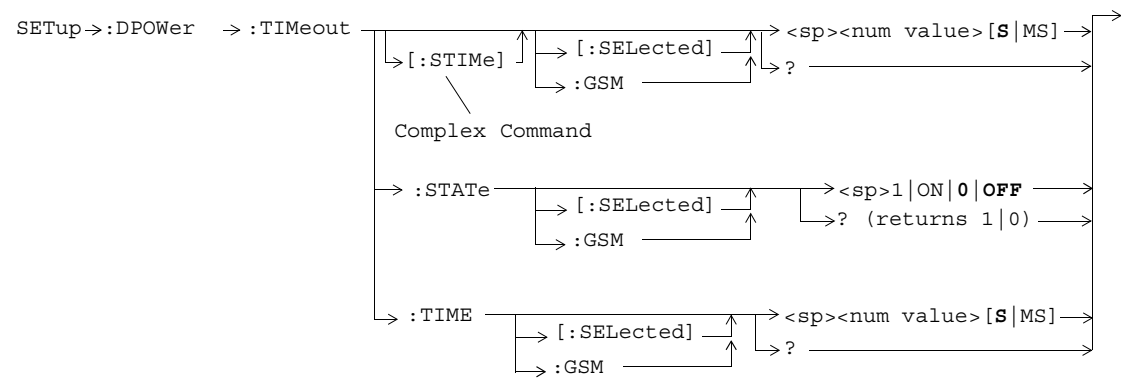 SETup :DPOWer :TIMeout <sp><num value>[S|MS]
[:STIMe] [:SELected] ?
:GSM
Complex Command
:STATe <sp>1|ON|0|OFF
[:SELected] ? (returns 1|0)
:GSM
:TIME <sp><num value>[S|MS]
[:SELected] ?
:GSM